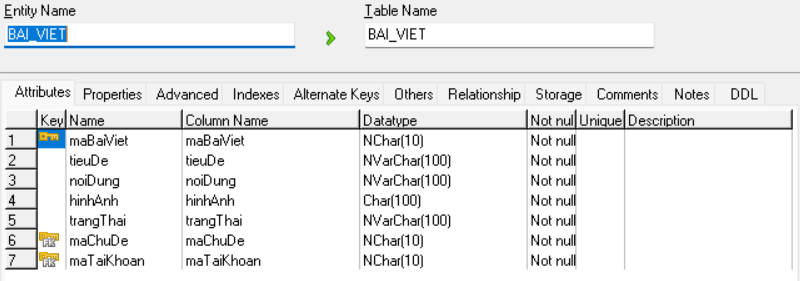 Entity Name Table Name
BAI_VIET BAI_VIET
Attributes Properties Advanced Indexes Alternate Keys Others Relationship Storage Comments Notes DDL
Key Name Column Name Datatype Not nul Unique Description
1 maBaiViet maBaiViet NChar(10) Not null
2 tieuDe tieuDe NVarChar(100) Not null
3 noiDung noiDung NVarChar(100) Not null
4 hinhAnh hinhAnh Char(100) Not null
5 trangThai trangThai NVarChar(100) Not null
6 FK maChuDe maChuDe NChar(10) Not null
7 FK maTaiKhoan maTaiKhoan NChar(10) Not null